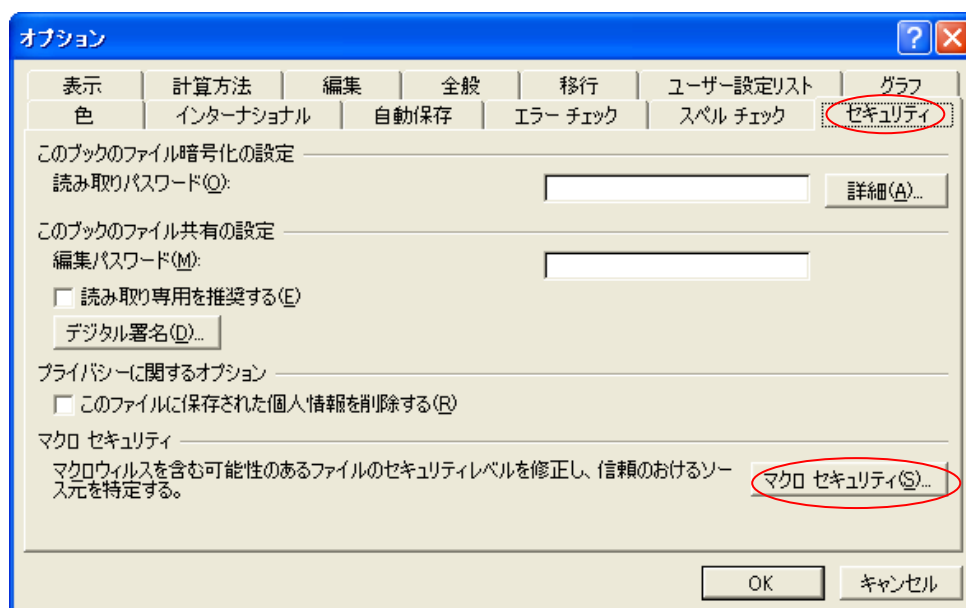 オプション
表示 計算方法 編集 全般 移行 ユーザー設定リスト グラフ
色 インターナショナル 自動保存 エラー チェック スペル チェック セキュリティ
このブックのファイル暗号化の設定
読み取りパスワード(O):
詳細(A)...
このブックのファイル共有の設定
編集パスワード(M):
読み取り専用を推奨する(E)
デジタル署名(D)...
プライバシーに関するオプション
このファイルに保存された個人情報を削除する(R)
マクロ セキュリティ
マクロウィルスを含む可能性のあるファイルのセキュリティレベルを修正し、信頼のおけるソー
ス元を特定する。
マクロ セキュリティ(S)...
OK キャンセル